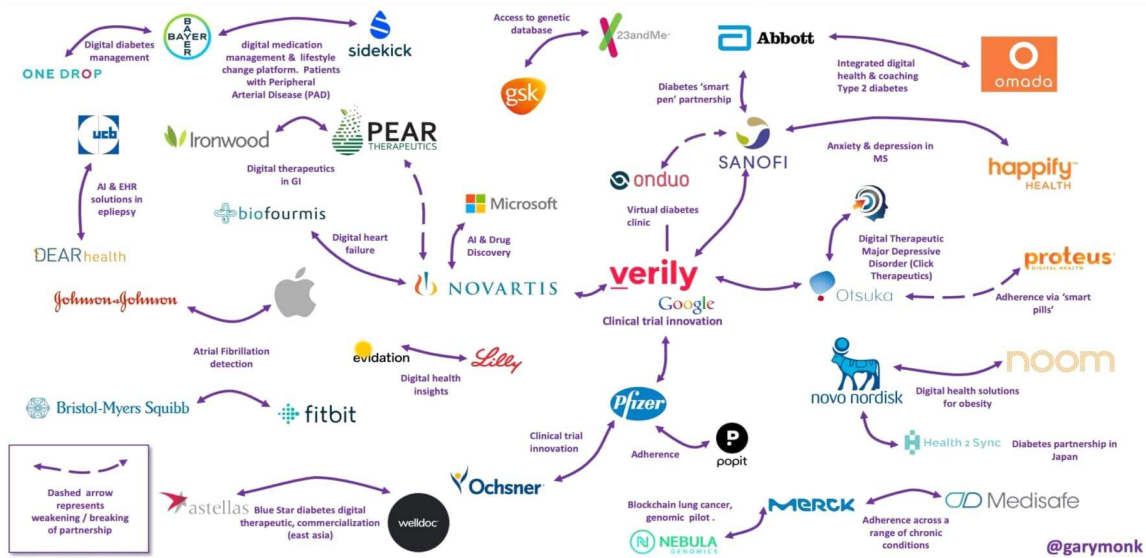 BAYER
BAYER
Digital diabetes
management
ONE DROP
digital medication
management & lifestyle
change platform. Patients
with Peripheral
Arterial Disease (PAD)
sidekick
Access to genetic
database
23andMe
gsk
Abbott
Integrated digital
health & coaching
Type 2 diabetes
omada
Diabetes 'smart
pen' partnership
SANOFI
Anxiety & depression in
MS
happify™
HEALTH
ucb
AI & EHR
solutions in
epilepsy
DEARhealth
Ironwood
PEAR
THERAPEUTICS
Digital therapeutics
in GI
biofourmis
Digital heart
failure
Microsoft
AI & Drug
Discovery
NOVARTIS
onduo
Virtual diabetes
clinic
verily
Google
Clinical trial innovation
Digital Therapeutic
Major Depressive
Disorder (Click
Therapeutics)
Otsuka
proteus
DIGITAL HEALTH
Adherence via 'smart
pills'
Johnson & Johnson
Atrial Fibrillation
detection
evidation
Lilly
Digital health
insights
Bristol-Myers Squibb
fitbit
Pfizer
Adherence
popit
Clinical trial
innovation
Ochsner
novo nordisk
noom
Digital health solutions
for obesity
Health2Sync
Diabetes partnership in
Japan
Dashed arrow
represents
weakening / breaking
of partnership
astellas
Blue Star diabetes digital
therapeutic, commercialization
(east asia)
welldoc
Blockchain lung cancer,
genomic pilot .
NEBULA
GENOMICS
MERCK
Medisafe
Adherence across a
range of chronic
conditions
@garymonk